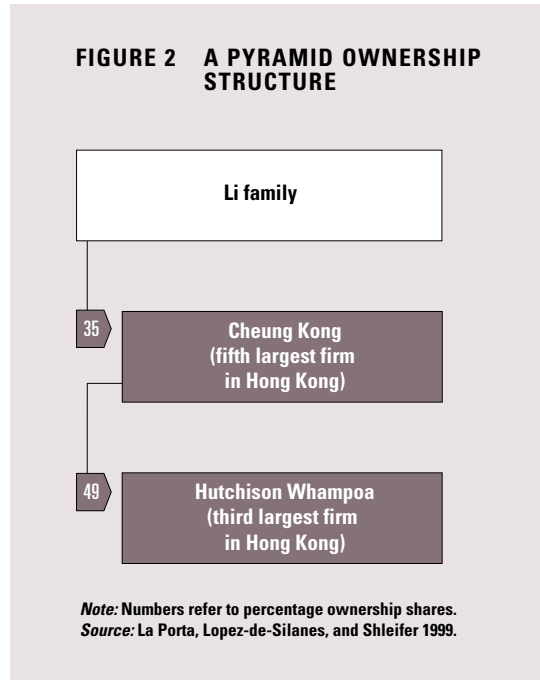 FIGURE 2 A PYRAMID OWNERSHIP
STRUCTURE
Li family
35
Cheung Kong
(fifth largest firm
in Hong Kong)
49
Hutchison Whampoa
(third largest firm
in Hong Kong)
Note: Numbers refer to percentage ownership shares.
Source: La Porta, Lopez-de-Silanes, and Shleifer 1999.